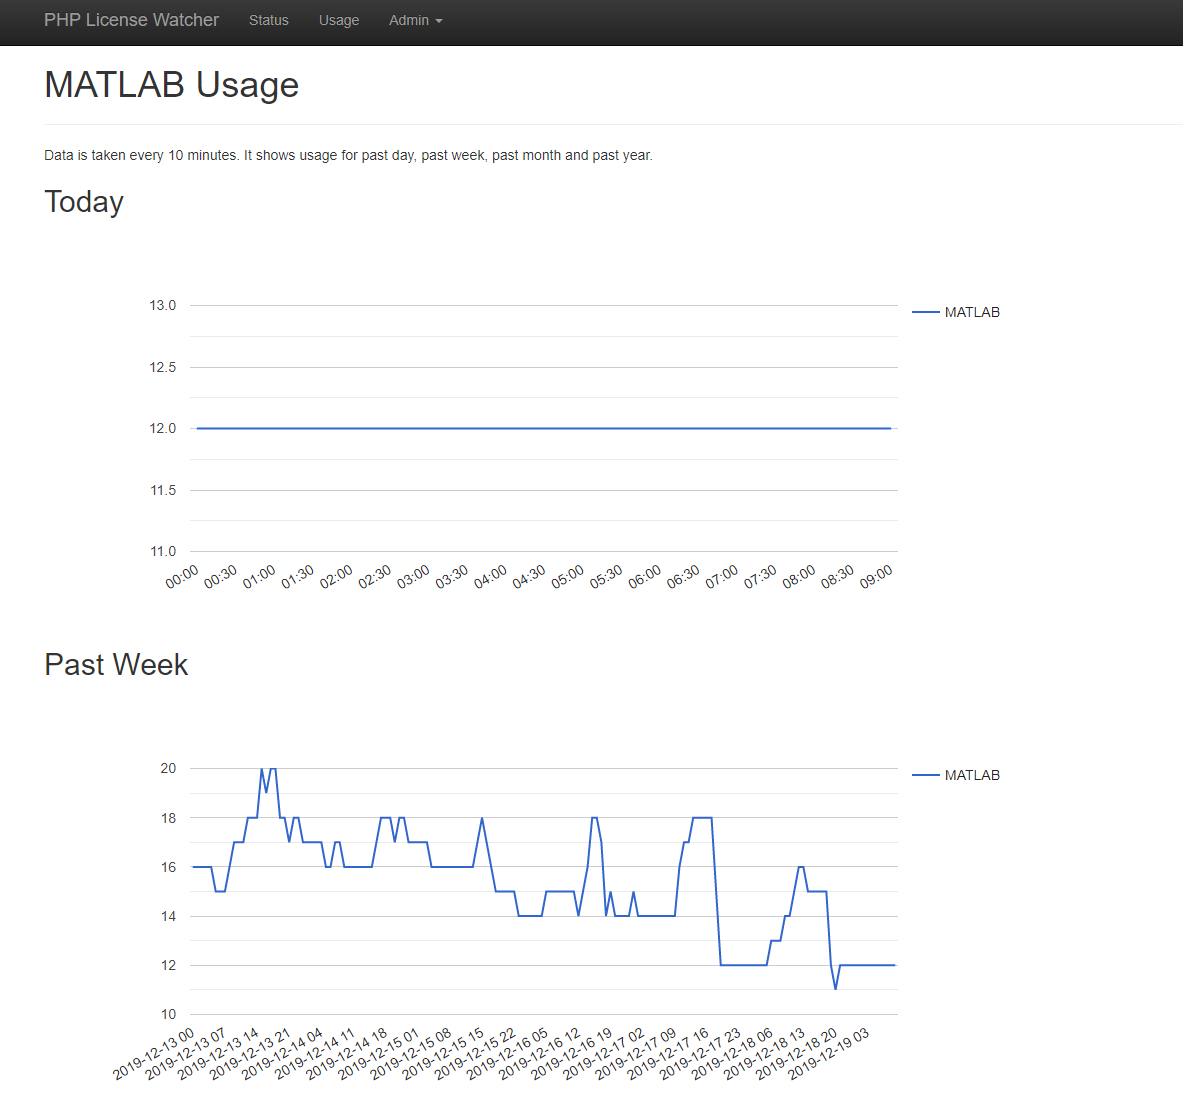 PHP License Watcher Status Usage Admin
MATLAB Usage
Data is taken every 10 minutes. It shows usage for past day, past week, past month and past year.
Today
13.0
12.5
12.0
11.5
11.0
MATLAB
00:00 00:30 01:00 01:30 02:00 02:30 03:00 03:30 04:00 04:30 05:00 05:30 06:00 06:30 07:00 07:30 08:00 08:30 09:00
Past Week
20
18
16
14
12
10
MATLAB
2019-12-13 00 2019-12-13 07 2019-12-13 14 2019-12-13 21 2019-12-14 04 2019-12-14 11 2019-12-14 18 2019-12-15 01 2019-12-15 08 2019-12-15 15 2019-12-15 22 2019-12-16 05 2019-12-16 12 2019-12-16 19 2019-12-17 02 2019-12-17 09 2019-12-17 16 2019-12-17 23 2019-12-18 06 2019-12-18 13 2019-12-18 20 2019-12-19 03